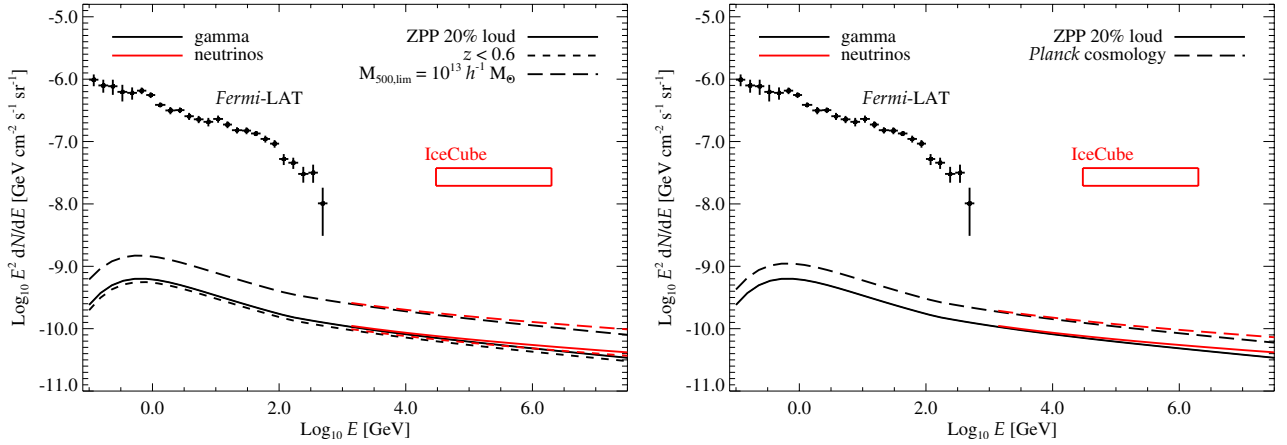 -5.0
-6.0
-7.0
-8.0
-9.0
-10.0
-11.0
Log₁₀ E² dN/dE [GeV cm⁻² s⁻¹ sr⁻¹]
gamma
neutrinos
ZPP 20% loud
z < 0.6
M₅₀₀,lim = 10¹³ h⁻¹ M☉
Fermi-LAT
IceCube
0.0 2.0 4.0 6.0
Log₁₀ E [GeV]
-5.0
-6.0
-7.0
-8.0
-9.0
-10.0
-11.0
Log₁₀ E² dN/dE [GeV cm⁻² s⁻¹ sr⁻¹]
gamma
neutrinos
ZPP 20% loud
Planck cosmology
Fermi-LAT
IceCube
0.0 2.0 4.0 6.0
Log₁₀ E [GeV]